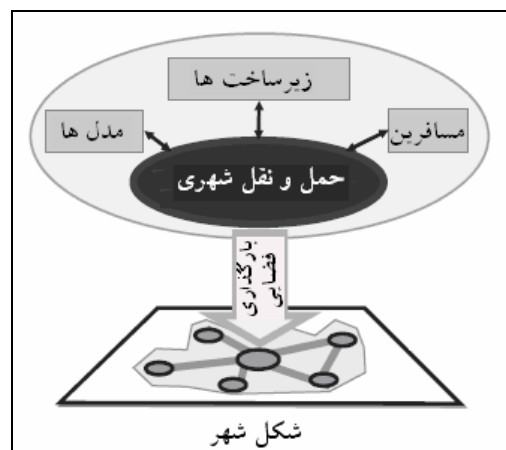 زیرساخت ها
مدل ها
مسافرین
حمل و نقل شهری
بارگذاری
فضایی
شکل شهر